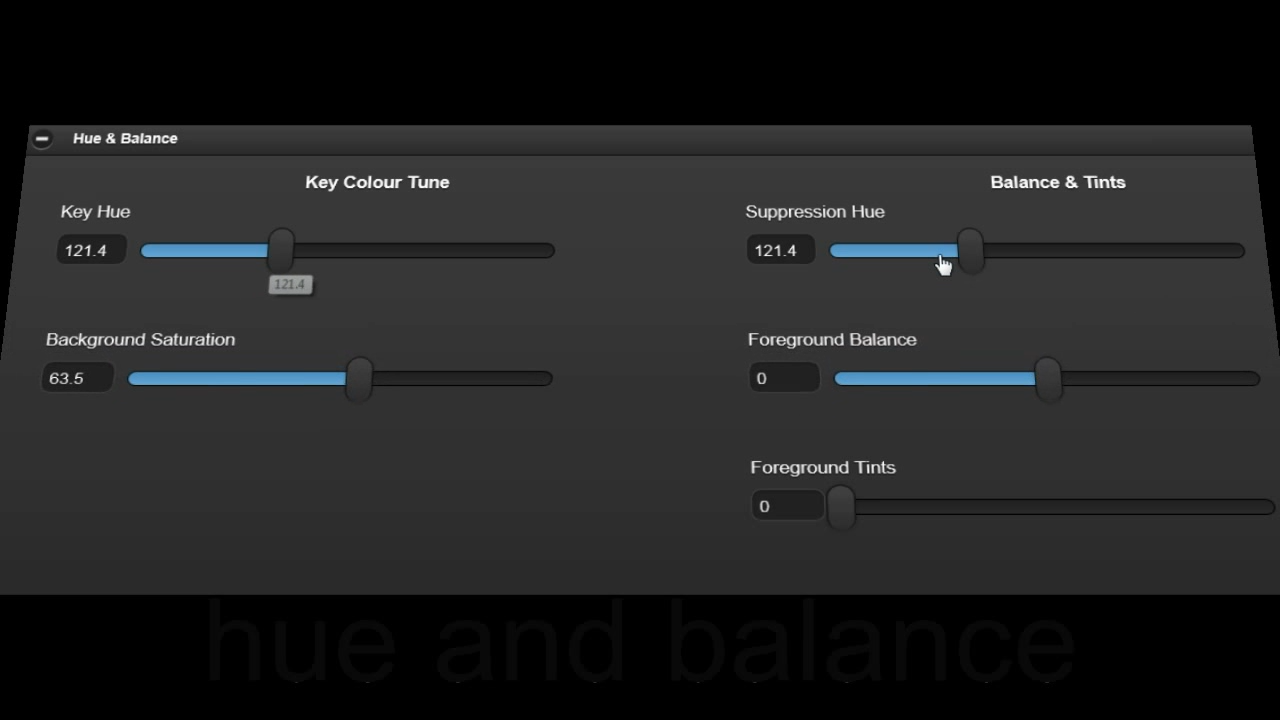 Hue & Balance
Key Colour Tune
Key Hue
121.4
121.4
Background Saturation
63.5
Balance & Tints
Suppression Hue
121.4
Foreground Balance
0
Foreground Tints
0
hue and balance